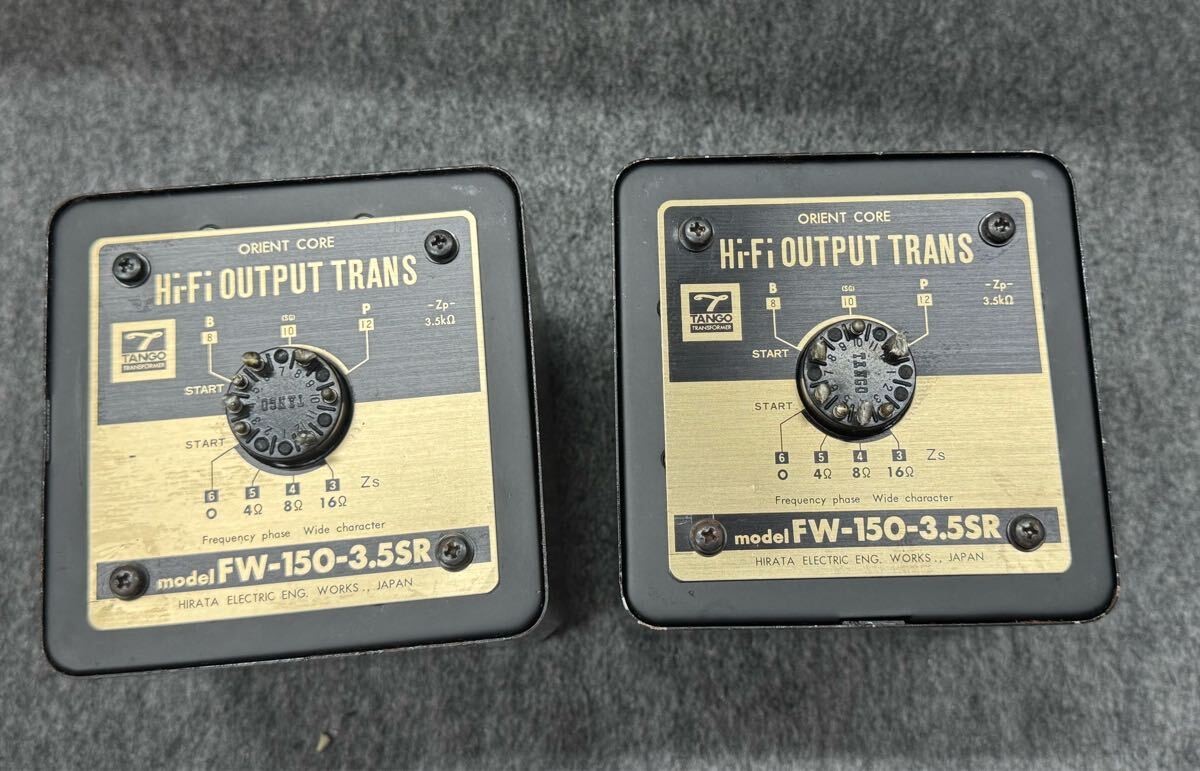 ORIENT CORE
Hi-Fi OUTPUT TRANS
TANGO
TRANSFORMER
B
8
(SG)
10
P
12
-Zp-
3.5kΩ
START
TANGO
START
6
5
4
3
Zs
O
4Ω
8Ω
16Ω
Frequency phase Wide character
model FW-150-3.5SR
HIRATA ELECTRIC ENG. WORKS., JAPAN
ORIENT CORE
Hi-Fi OUTPUT TRANS
TANGO
TRANSFORMER
B
8
(SG)
10
P
12
-Zp-
3.5kΩ
START
TANGO
START
6
5
4
3
Zs
O
4Ω
8Ω
16Ω
Frequency phase Wide character
model FW-150-3.5SR
HIRATA ELECTRIC ENG. WORKS., JAPAN